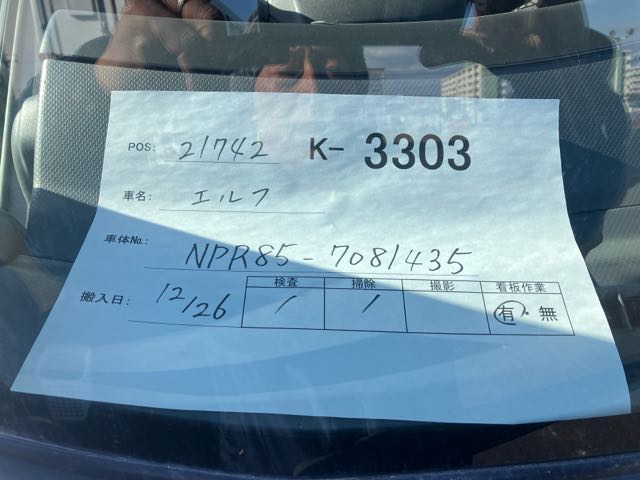 POS: 21742 K- 3303
車名: エルフ
車体No.: NPR85-7081435
搬入日: 12/26
検査 掃除 撮影 看板作業
/ / 有・無